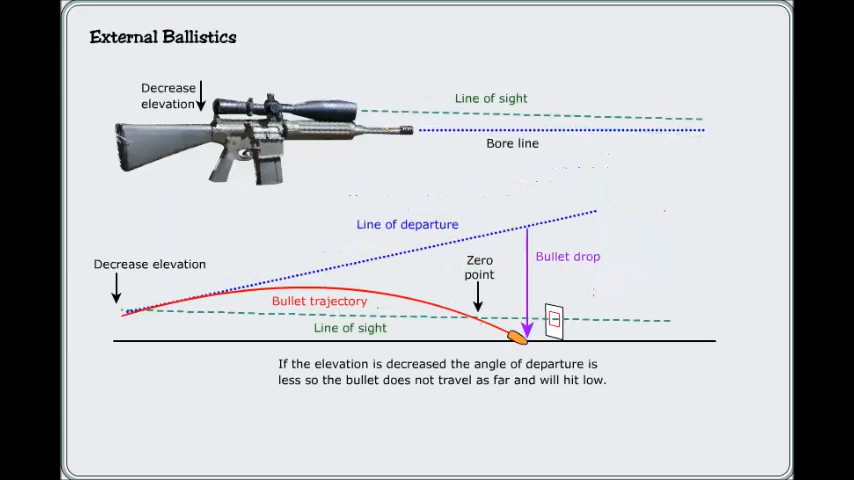 External Ballistics
Decrease
elevation
Line of sight
Bore line
Line of departure
Decrease elevation
Zero
point
Bullet drop
Bullet trajectory
Line of sight
If the elevation is decreased the angle of departure is
less so the bullet does not travel as far and will hit low.